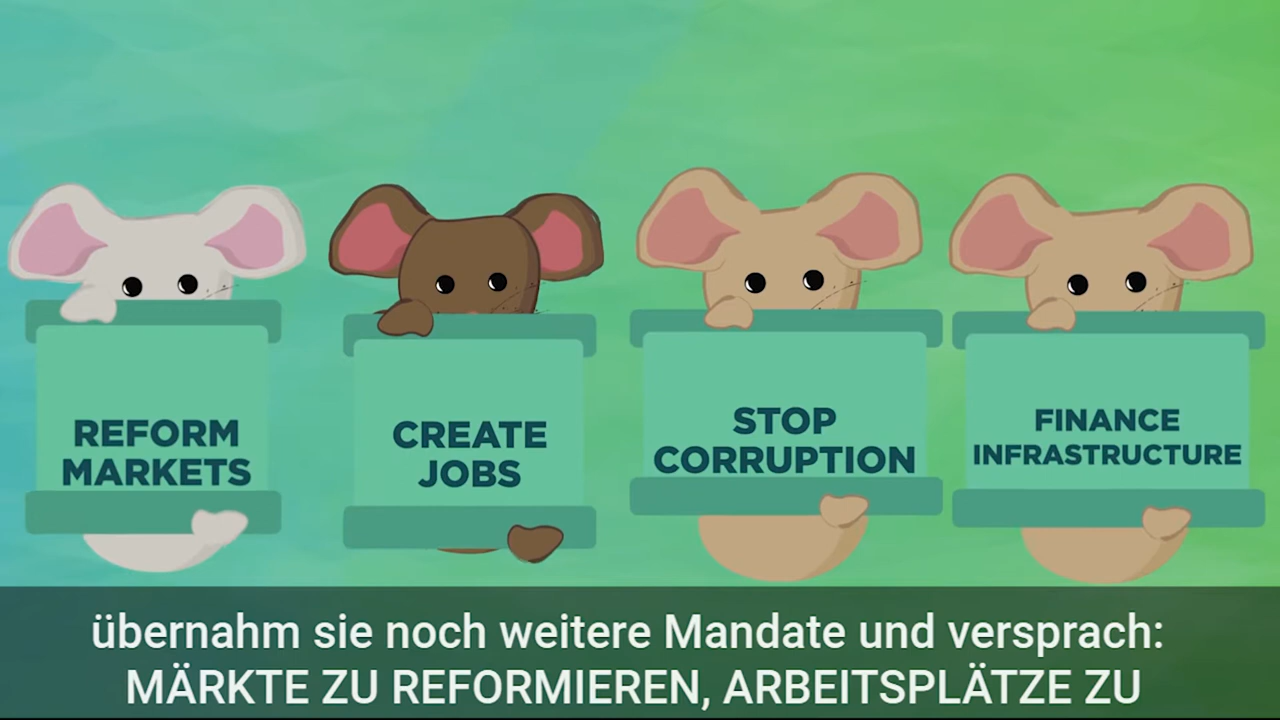 REFORM
MARKETS
CREATE
JOBS
STOP
CORRUPTION
FINANCE
INFRASTRUCTURE
übernahm sie noch weitere Mandate und versprach:
MÄRKTE ZU REFORMIEREN, ARBEITSPLÄTZE ZU